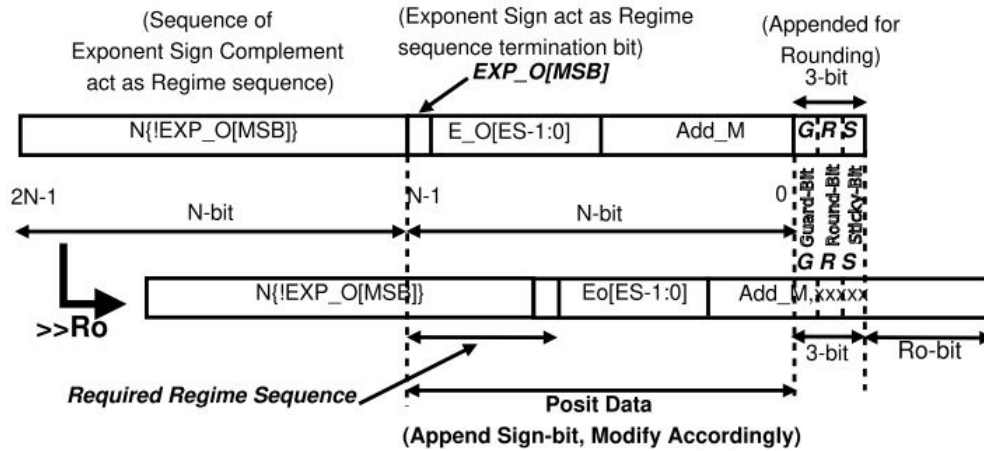 (Sequence of
Exponent Sign Complement
act as Regime sequence)
(Exponent Sign act as Regime
sequence termination bit)
EXP_O[MSB]
(Appended for
Rounding)
3-bit
N{!EXP_O[MSB]}
E_O[ES-1:0]
Add_M
G R S
2N-1
N-1
0
N-bit
N-bit
Guard-Bit
Round-Bit
Sticky-Bit
G R S
>>Ro
N{!EXP_O[MSB]}
Eo[ES-1:0]
Add_M,xxxxx
3-bit
Ro-bit
Required Regime Sequence
Posit Data
(Append Sign-bit, Modify Accordingly)